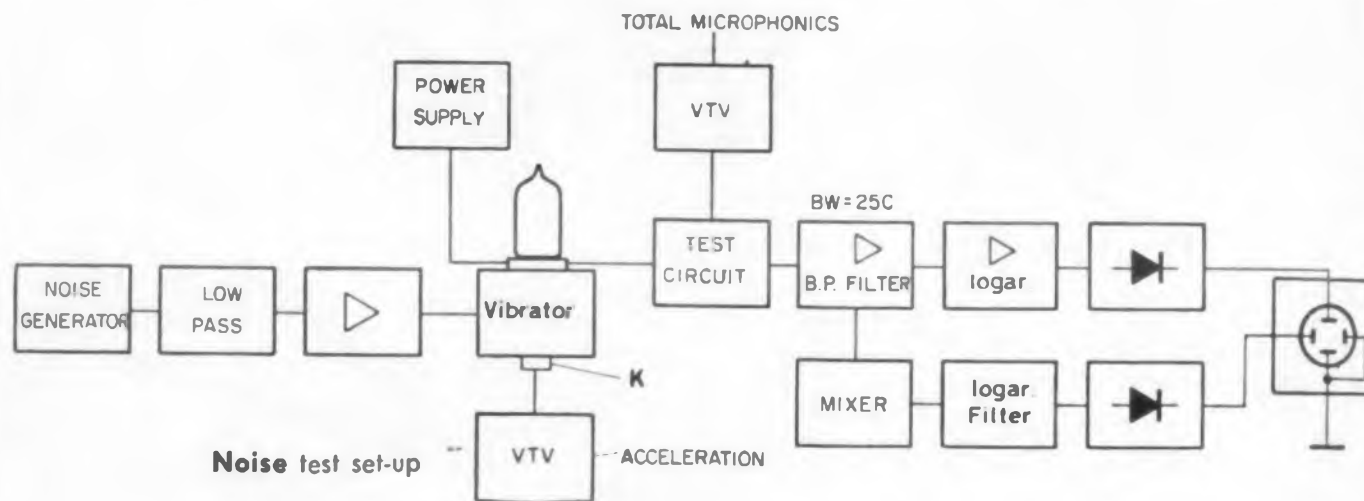 TOTAL MICROPHONICS
POWER
SUPPLY
VTV
BW=25C
TEST
CIRCUIT
B.P. FILTER
logar
NOISE
GENERATOR
LOW
PASS
Vibrator
K
MIXER
logar
Filter
Noise test set-up
VTV
ACCELERATION